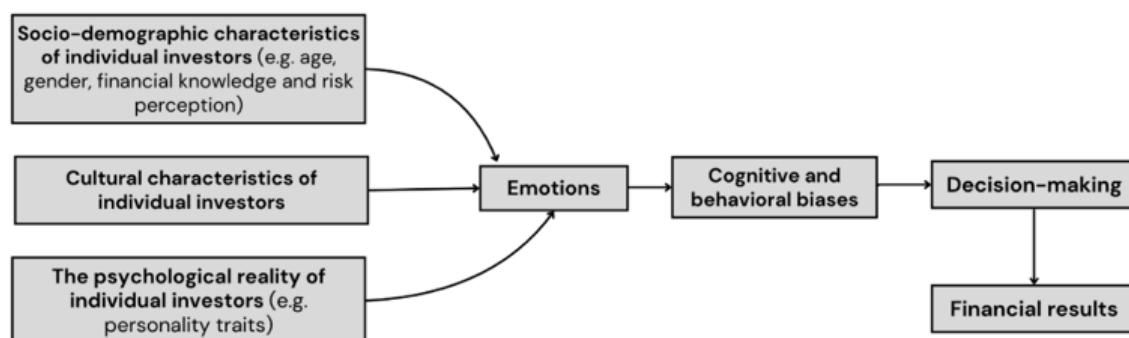 Socio-demographic characteristics
of individual investors (e.g. age,
gender, financial knowledge and risk
perception)
Cultural characteristics of
individual investors
The psychological reality of
individual investors (e.g.
personality traits)
Emotions
Cognitive and
behavioral biases
Decision-making
Financial results